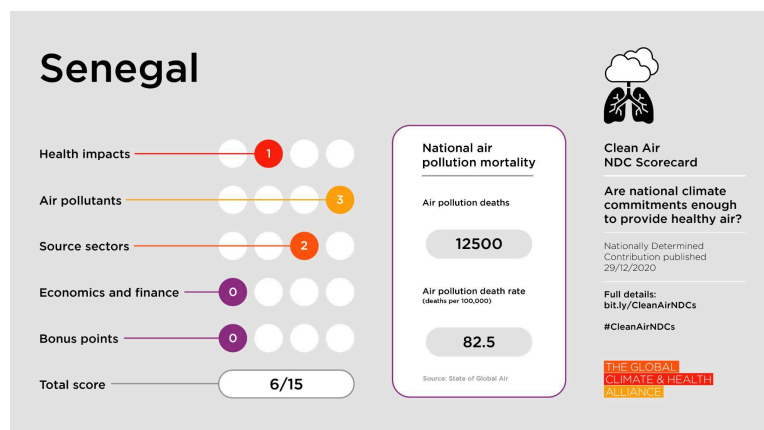 Senegal
Health impacts
1
Air pollutants
3
Source sectors
2
Economics and finance
0
Bonus points
0
Total score
6/15
National air
pollution mortality
Air pollution deaths
12500
Air pollution death rate
(deaths per 100,000)
82.5
Source: State of Global Air
Clean Air
NDC Scorecard
Are national climate
commitments enough
to provide healthy air?
Nationally Determined
Contribution published
29/12/2020
Full details:
bit.ly/CleanAirNDCs
#CleanAirNDCs
THE GLOBAL
CLIMATE & HEALTH
ALLIANCE